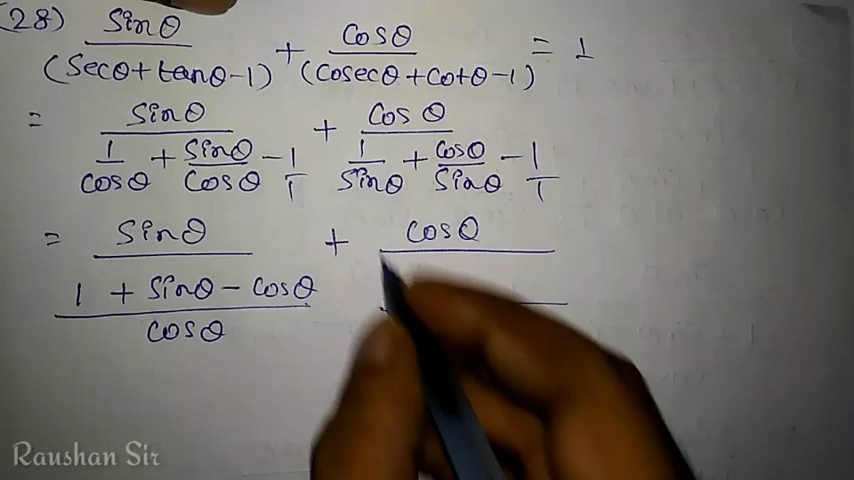 (28) Sinθ/(Secθ+tanθ-1) + Cosθ/(Cosecθ+Cotθ-1) = 1
= Sinθ/(1/Cosθ + Sinθ/Cosθ - 1/1) + Cosθ/(1/Sinθ + Cosθ/Sinθ - 1/1)
= Sinθ/((1 + Sinθ - Cosθ)/Cosθ) + Cosθ/
Raushan Sir